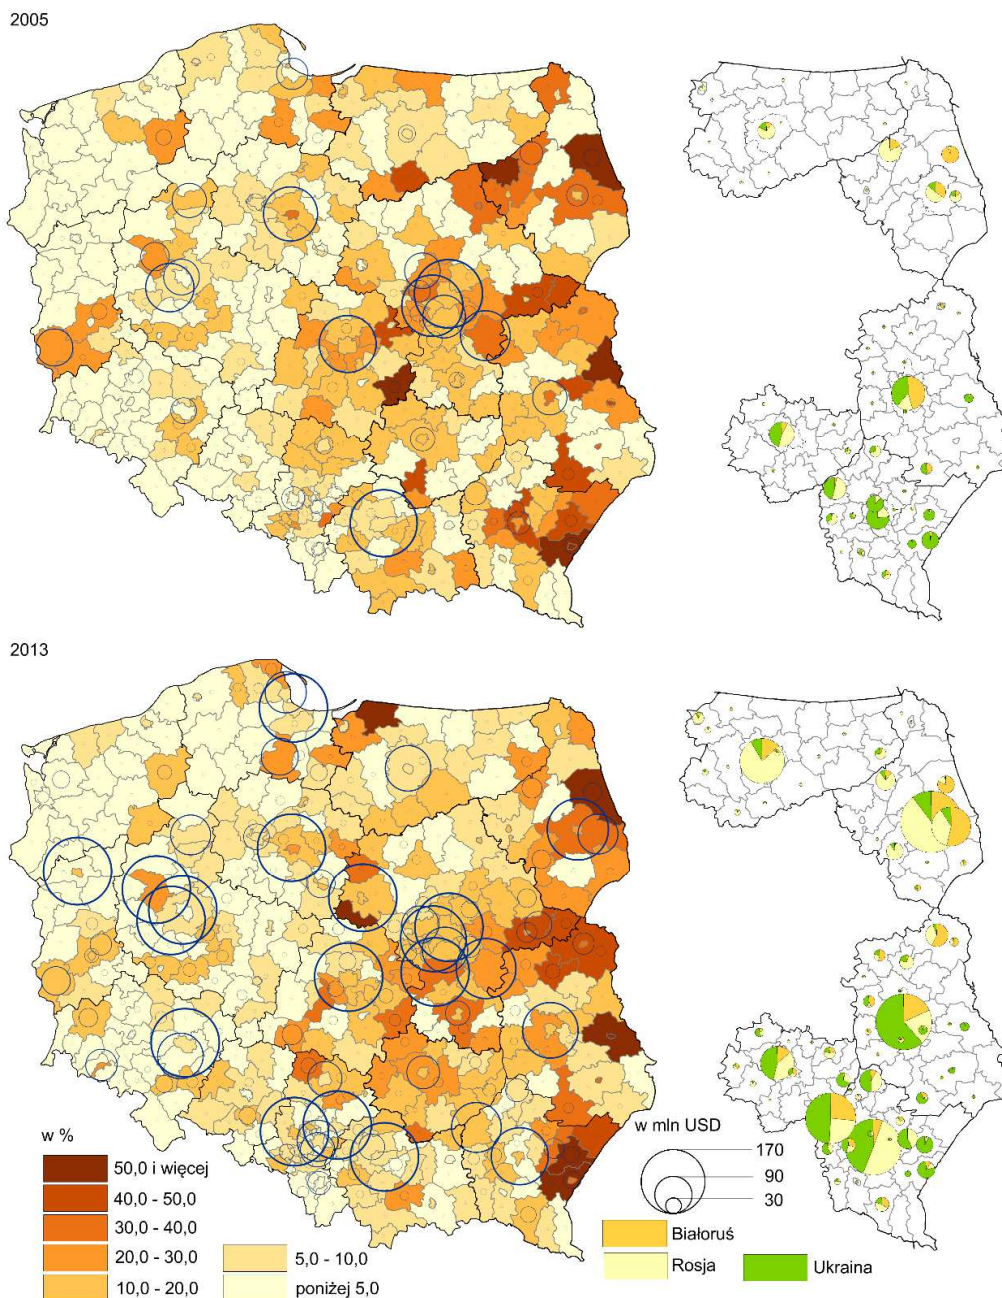 2005
2013
w %
50,0 i więcej
40,0 - 50,0
30,0 - 40,0
20,0 - 30,0
10,0 - 20,0
5,0 - 10,0
poniżej 5,0
w mln USD
170
90
30
Białoruś
Rosja
Ukraina